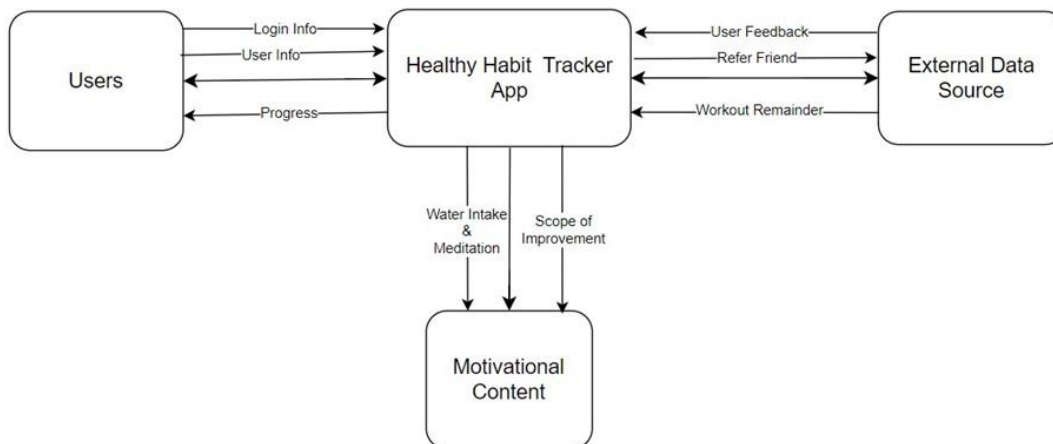 Users
Login Info
User Info
Progress
Healthy Habit Tracker
App
User Feedback
Refer Friend
Workout Remainder
External Data
Source
Water Intake
&
Meditation
Scope of
Improvement
Motivational
Content